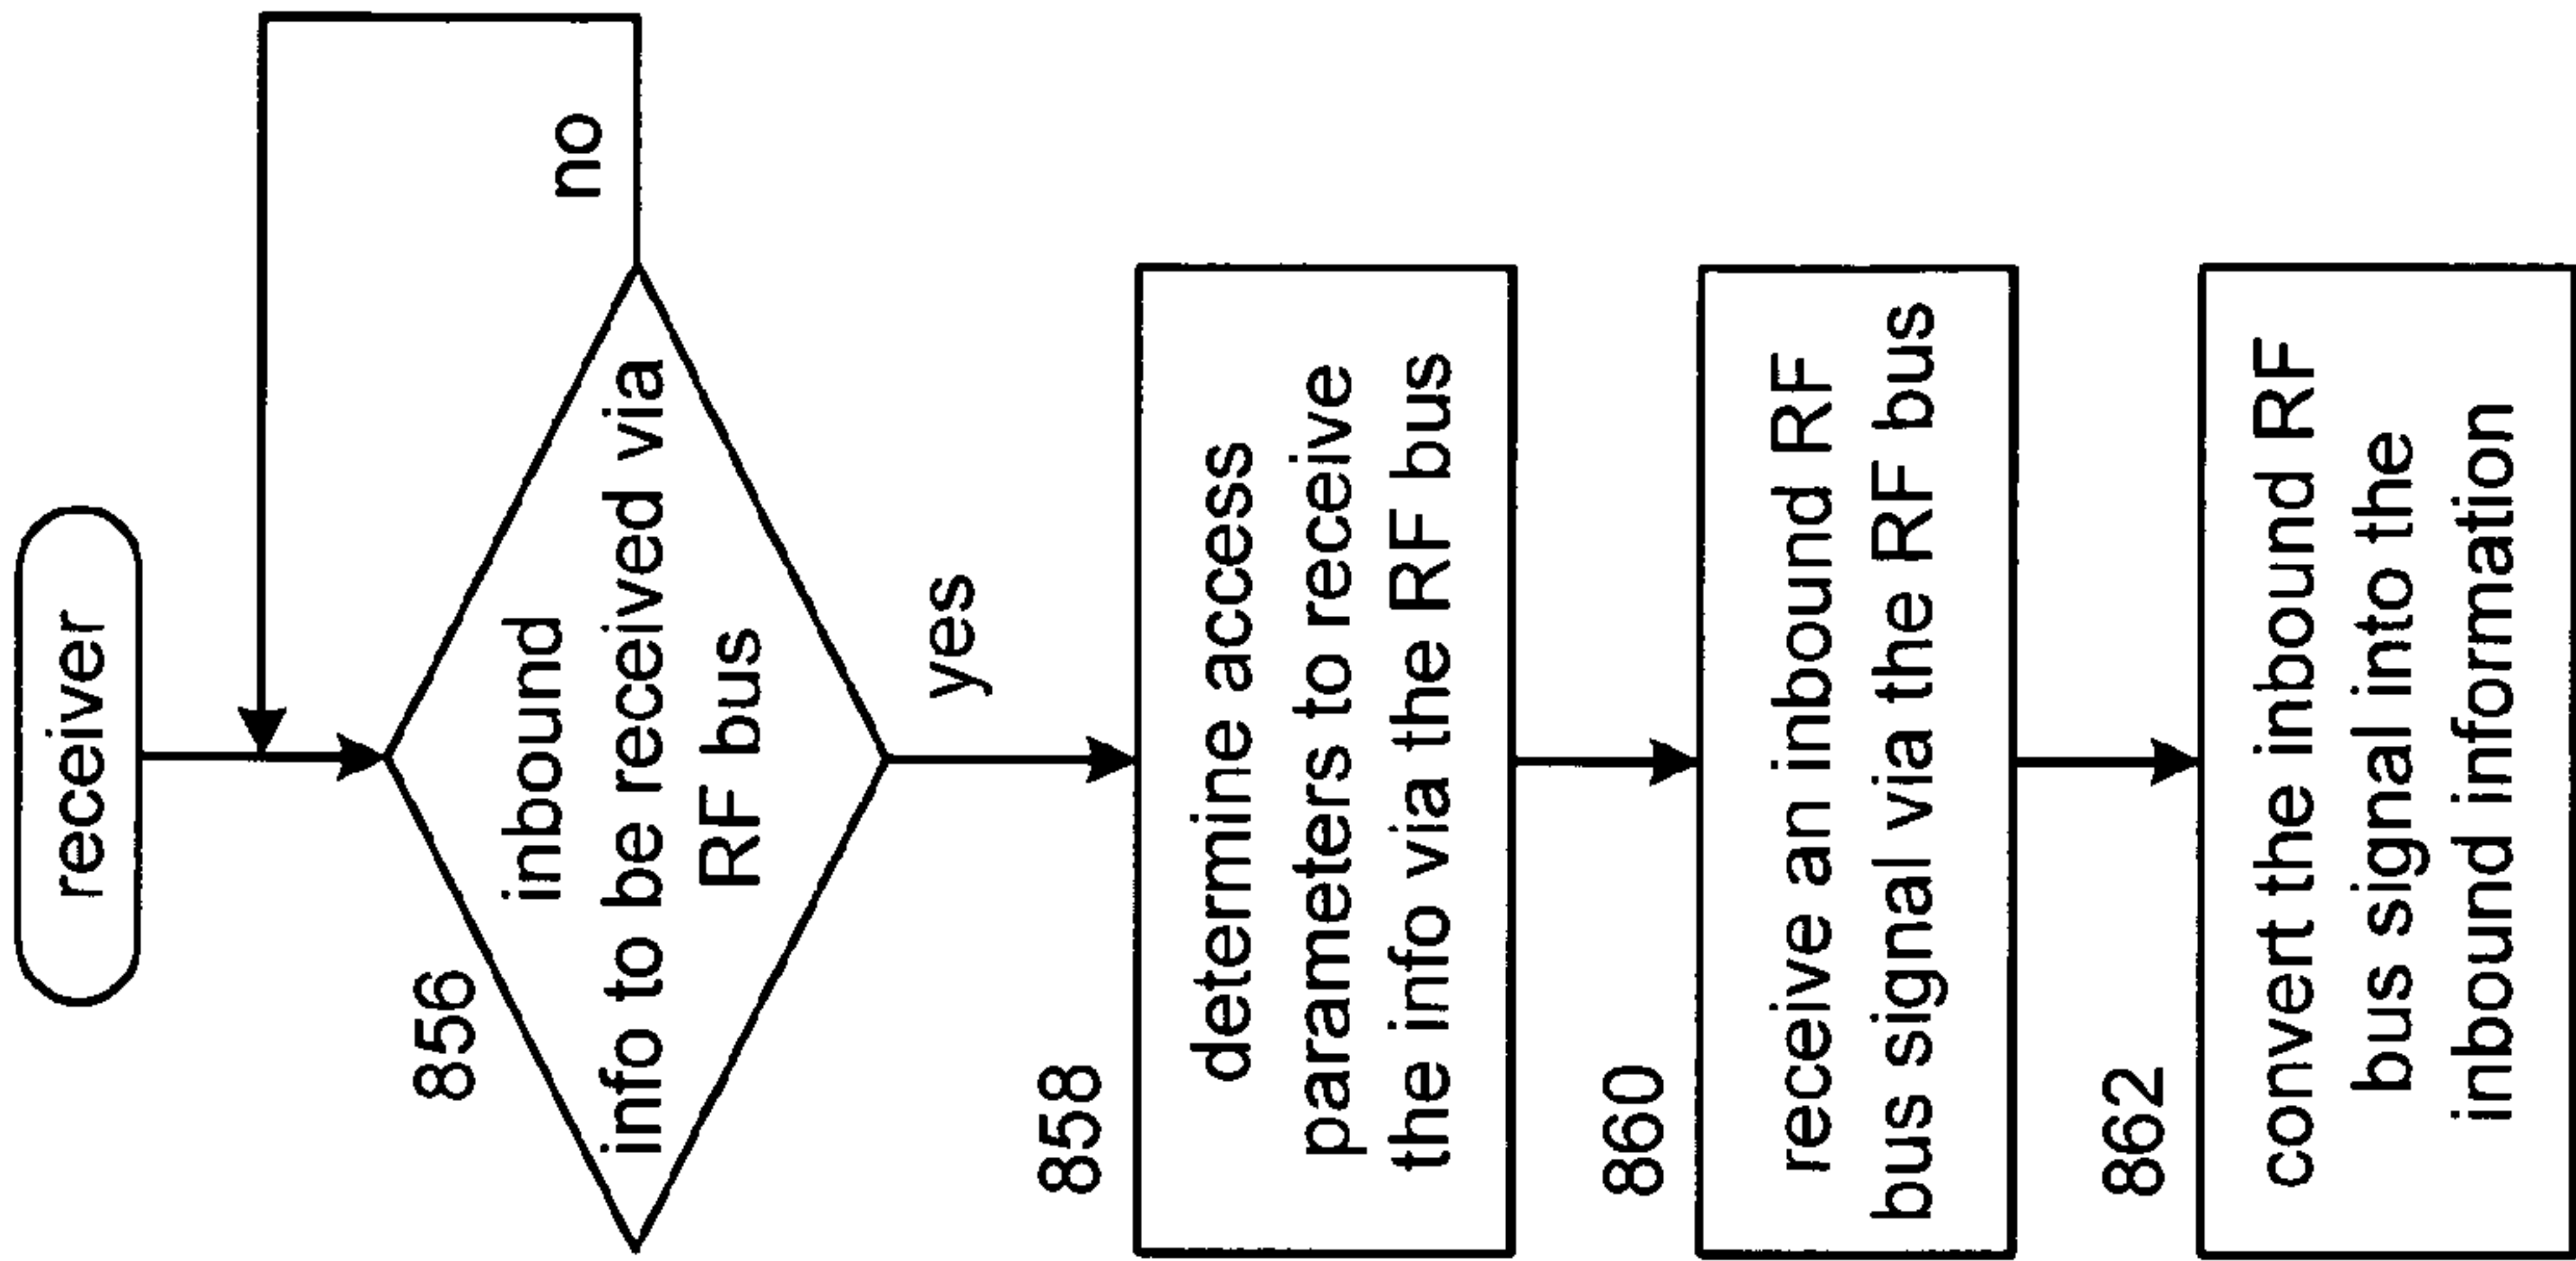 receiver
856
inbound
info to be received via
RF bus
no
yes
858
determine access
parameters to receive
the info via the RF bus
860
receive an inbound RF
bus signal via the RF bus
862
convert the inbound RF
bus signal into the
inbound information